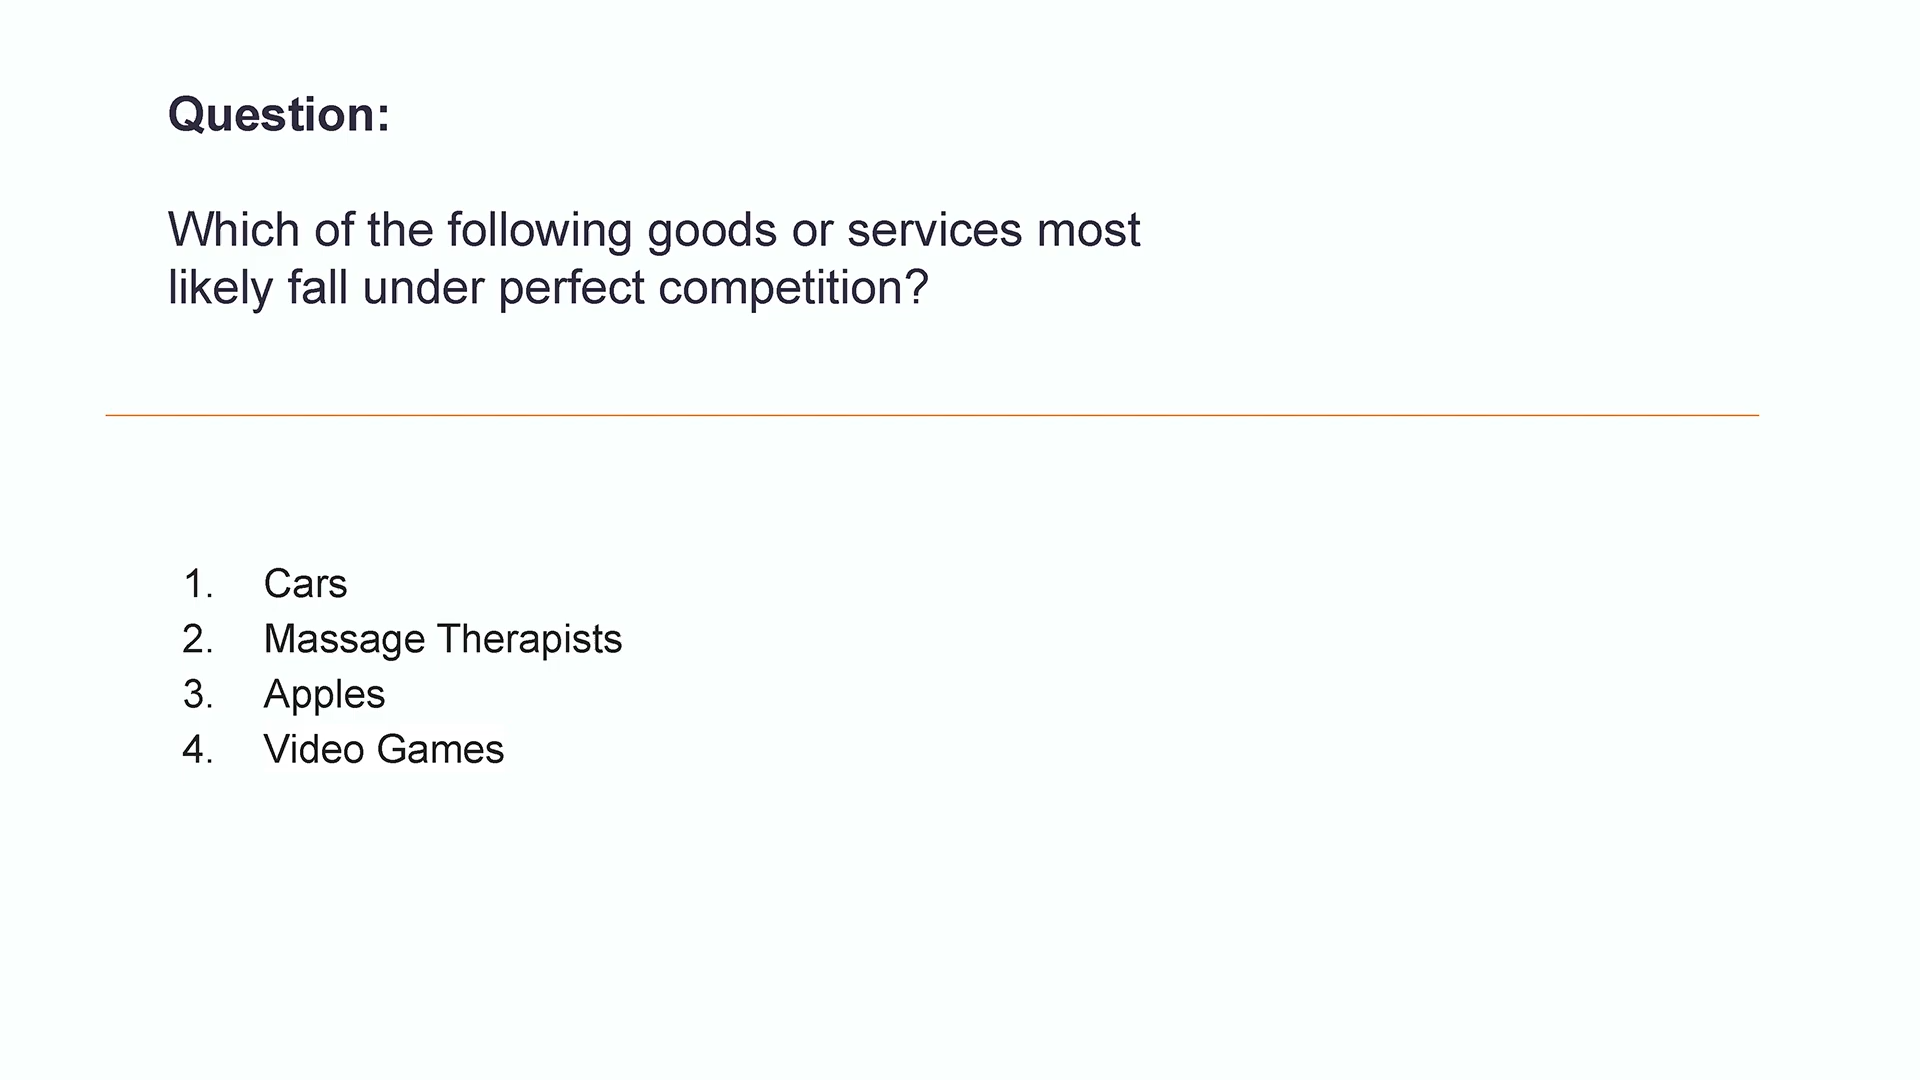 Question:
Which of the following goods or services most
likely fall under perfect competition?
1. Cars
2. Massage Therapists
3. Apples
4. Video Games